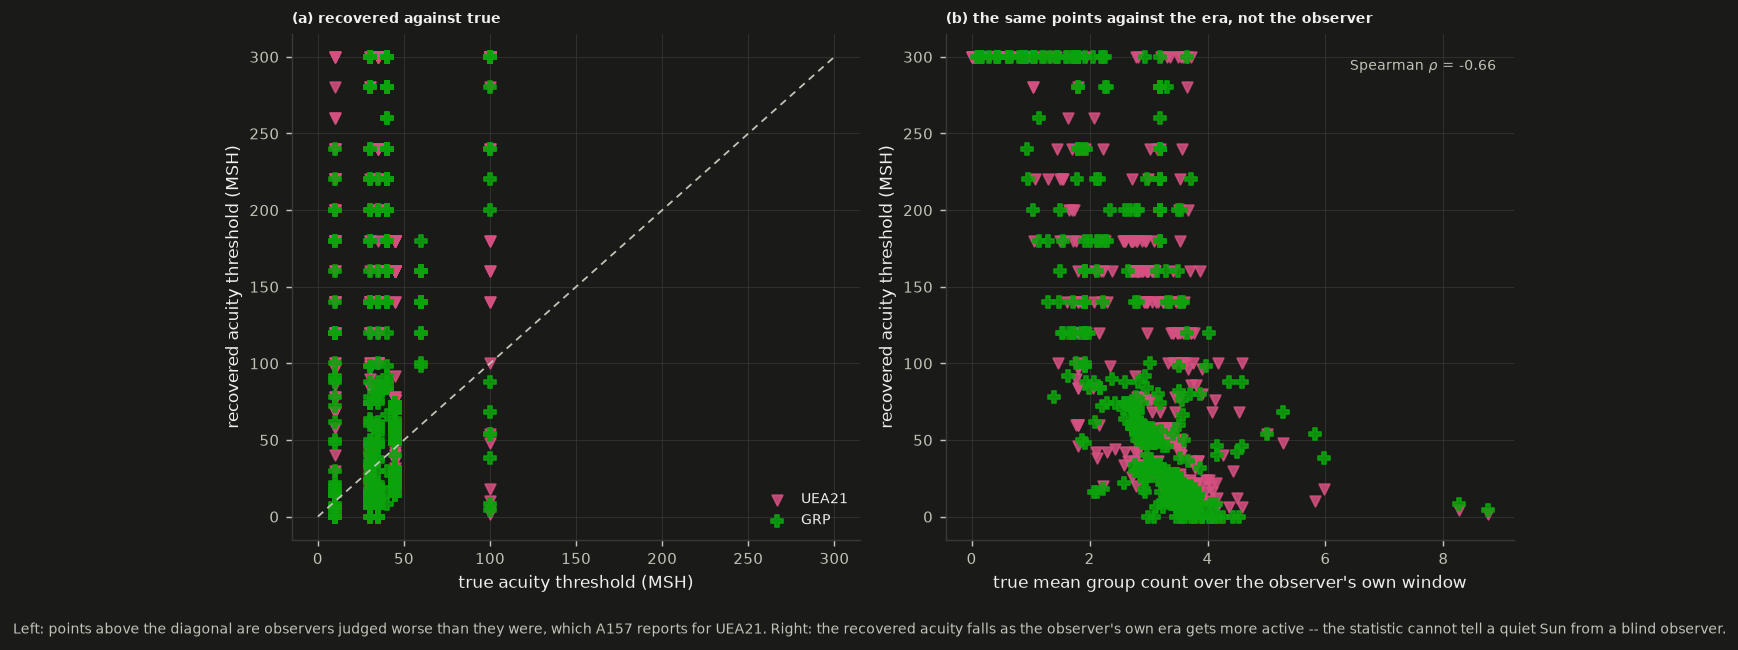 (a) recovered against true
(b) the same points against the era, not the observer
300
250
200
150
100
50
0
recovered acuity threshold (MSH)
0
50
100
150
200
250
300
true acuity threshold (MSH)
UEA21
GRP
300
250
200
150
100
50
0
recovered acuity threshold (MSH)
Spearman ρ = -0.66
0
2
4
6
8
true mean group count over the observer's own window
Left: points above the diagonal are observers judged worse than they were, which A157 reports for UEA21. Right: the recovered acuity falls as the observer's own era gets more active -- the statistic cannot tell a quiet Sun from a blind observer.